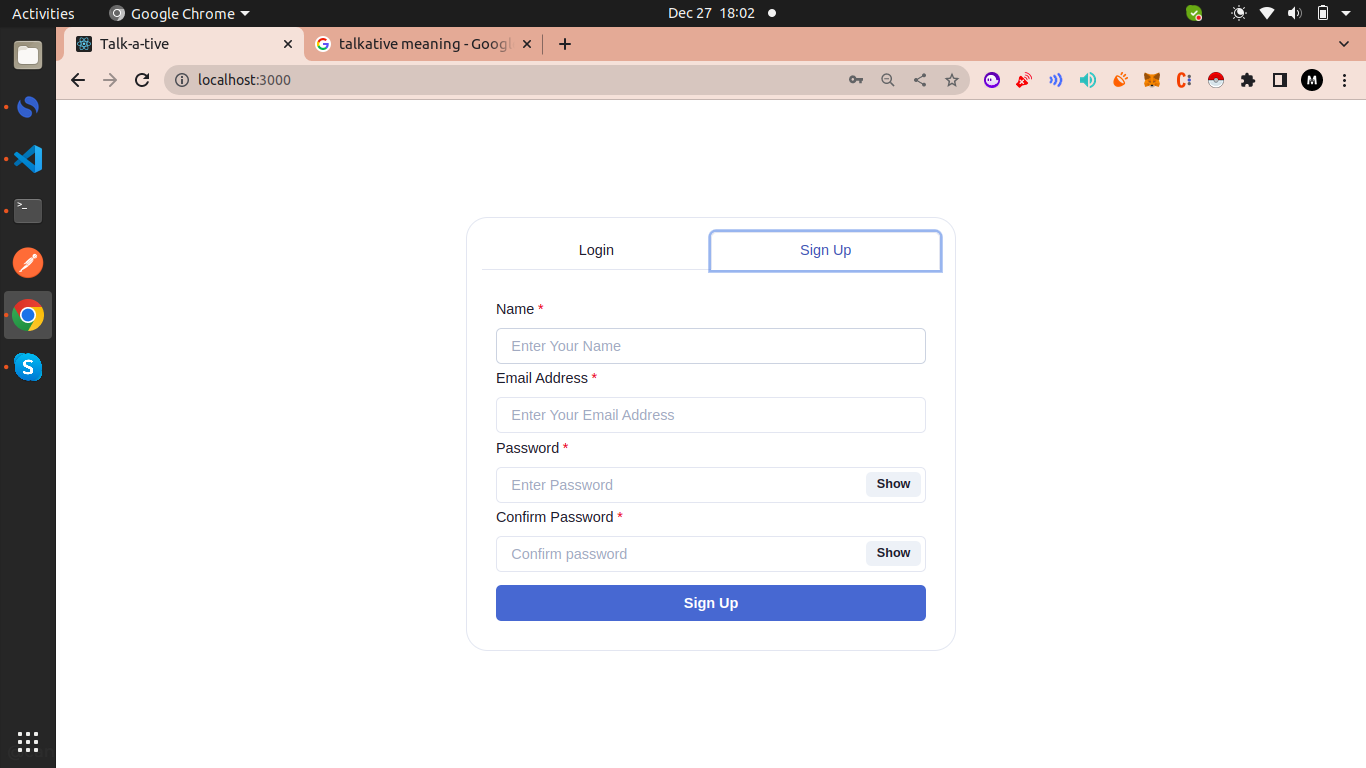 Activities Google Chrome Dec 27 18:02
Talk-a-tive talkative meaning - Googl
localhost:3000 M
Login Sign Up
Name *
Enter Your Name
Email Address *
Enter Your Email Address
Password *
Enter Password Show
Confirm Password *
Confirm password Show
Sign Up